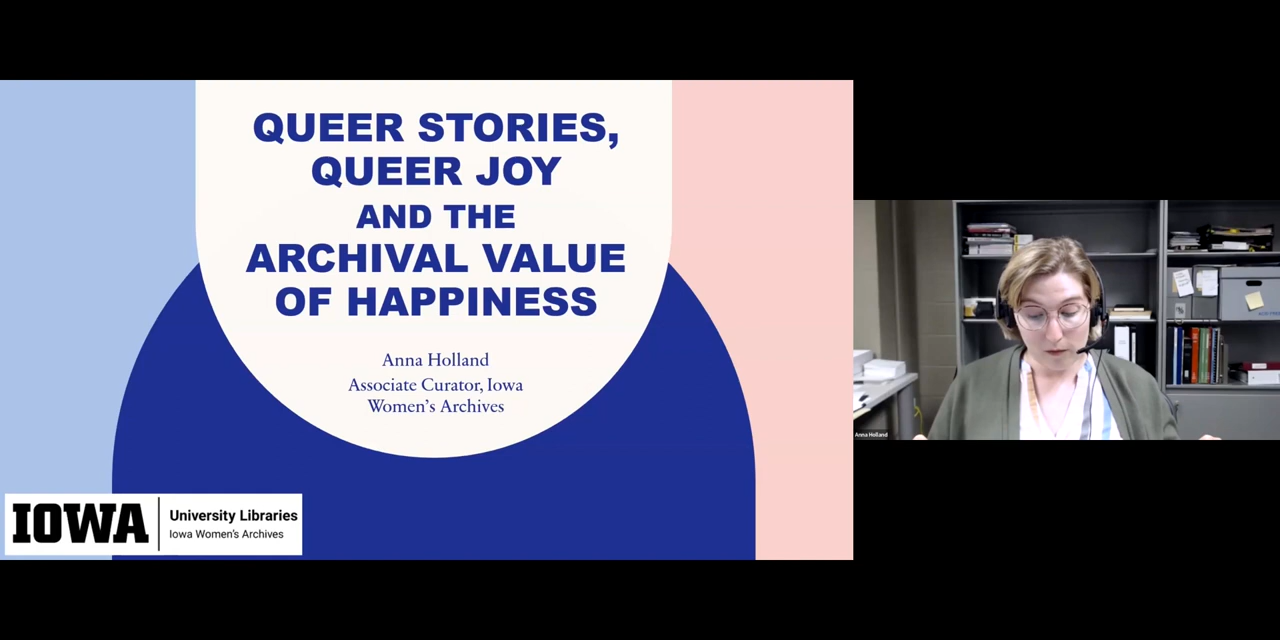 QUEER STORIES,
QUEER JOY
AND THE
ARCHIVAL VALUE
OF HAPPINESS
Anna Holland
Associate Curator, Iowa
Women's Archives
IOWA
University Libraries
Iowa Women's Archives
Anna Holland